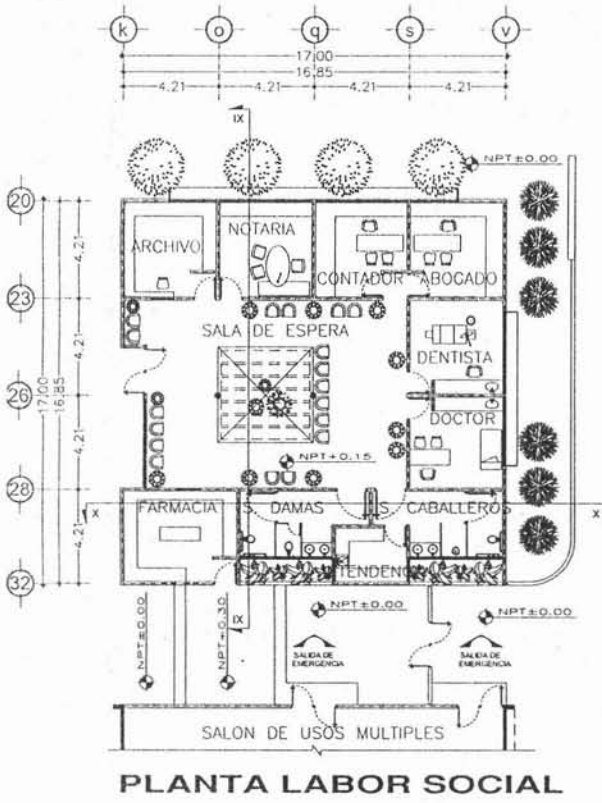 k o q s v
17.00
16.85
4.21 4.21 4.21 4.21
IX
NPT±0.00
20
23
26
28
32
17.00
16.85
4.21
4.21
4.21
4.21
ARCHIVO
NOTARIA
CONTADOR
ABOGADO
SALA DE ESPERA
DENTISTA
DOCTOR
NPT+0.15
FARMACIA
S. DAMAS
S. CABALLEROS
X X
NPT±0.00
NPT+0.30
IX
NPT±0.00
NPT±0.00
SALIDA DE
EMERGENCIA
SALIDA DE
EMERGENCIA
SALON DE USOS MULTIPLES
PLANTA LABOR SOCIAL